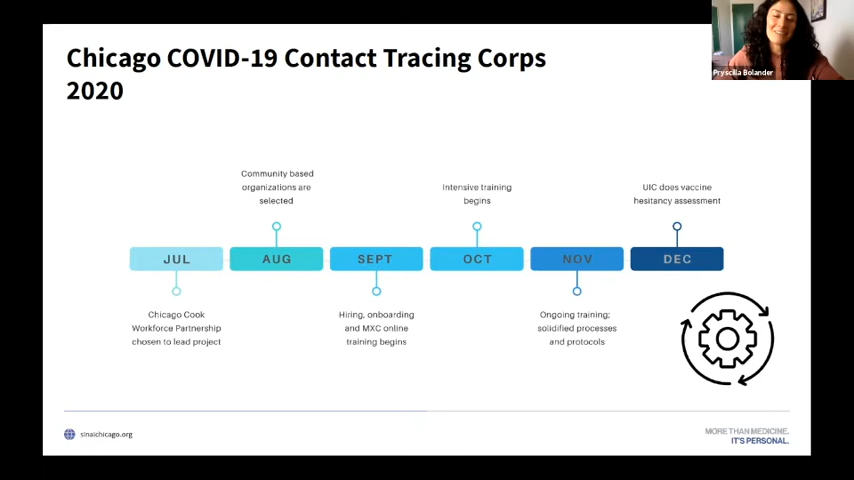 Chicago COVID-19 Contact Tracing Corps
2020
Pryscilla Bolander
Community based
organizations are
selected
Intensive training
begins
UIC does vaccine
hesitancy assessment
JUL
AUG
SEPT
OCT
NOV
DEC
Chicago Cook
Workforce Partnership
chosen to lead project
Hiring, onboarding
and MXC online
training begins
Ongoing training;
solidified processes
and protocols
sinaichicago.org
MORE THAN MEDICINE.
IT'S PERSONAL.